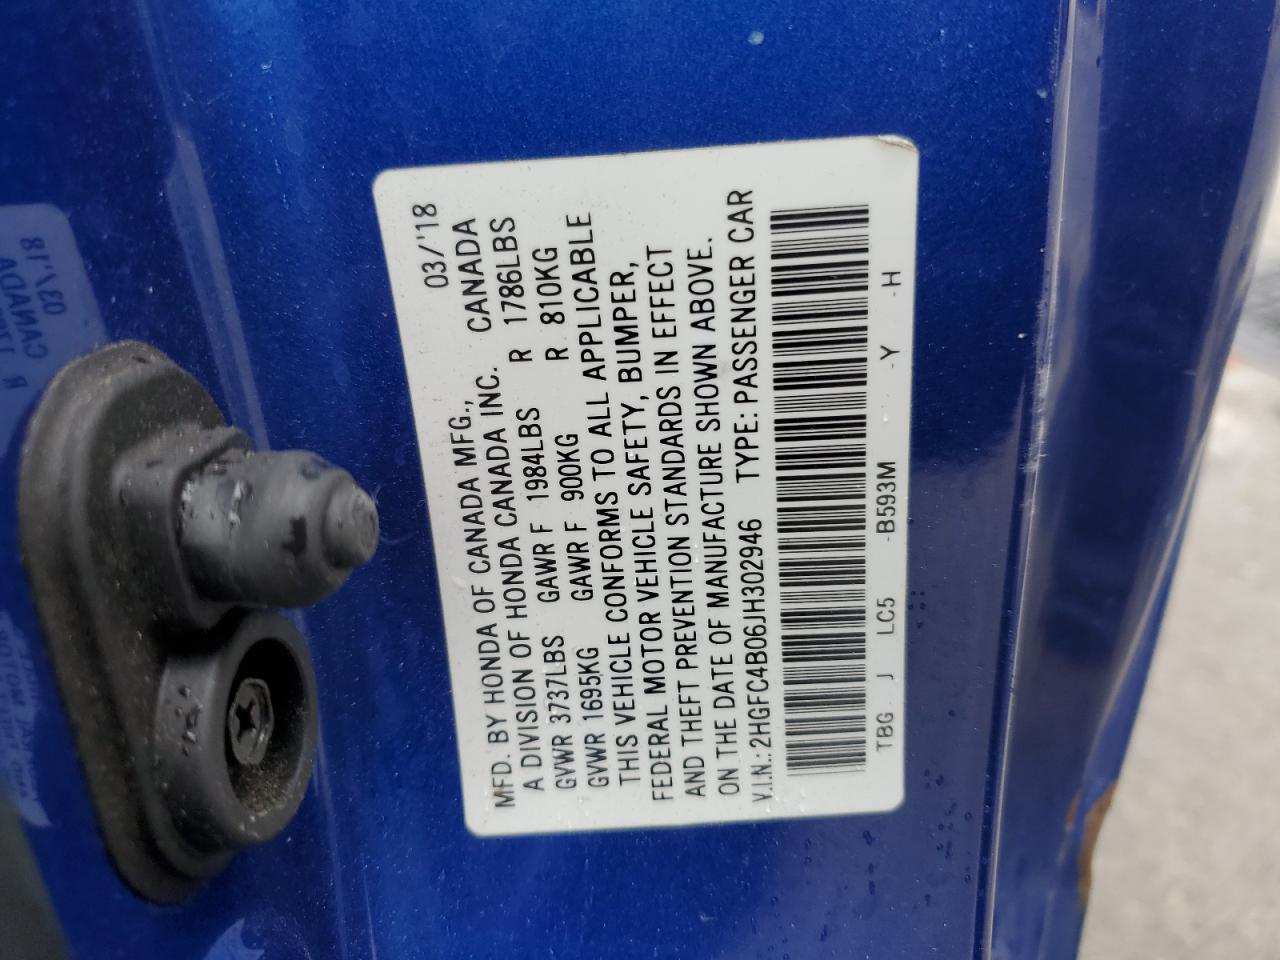 MFD. BY HONDA OF CANADA MFG., 03/'18
A DIVISION OF HONDA CANADA INC. CANADA
GVWR 3737LBS GAWR F 1984LBS R 1786LBS
GVWR 1695KG GAWR F 900KG R 810KG
THIS VEHICLE CONFORMS TO ALL APPLICABLE
FEDERAL MOTOR VEHICLE SAFETY, BUMPER,
AND THEFT PREVENTION STANDARDS IN EFFECT
ON THE DATE OF MANUFACTURE SHOWN ABOVE.
V.I.N.: 2HGFC4B06JH302946 TYPE: PASSENGER CAR
TBG J LC5 -B593M - -Y -H